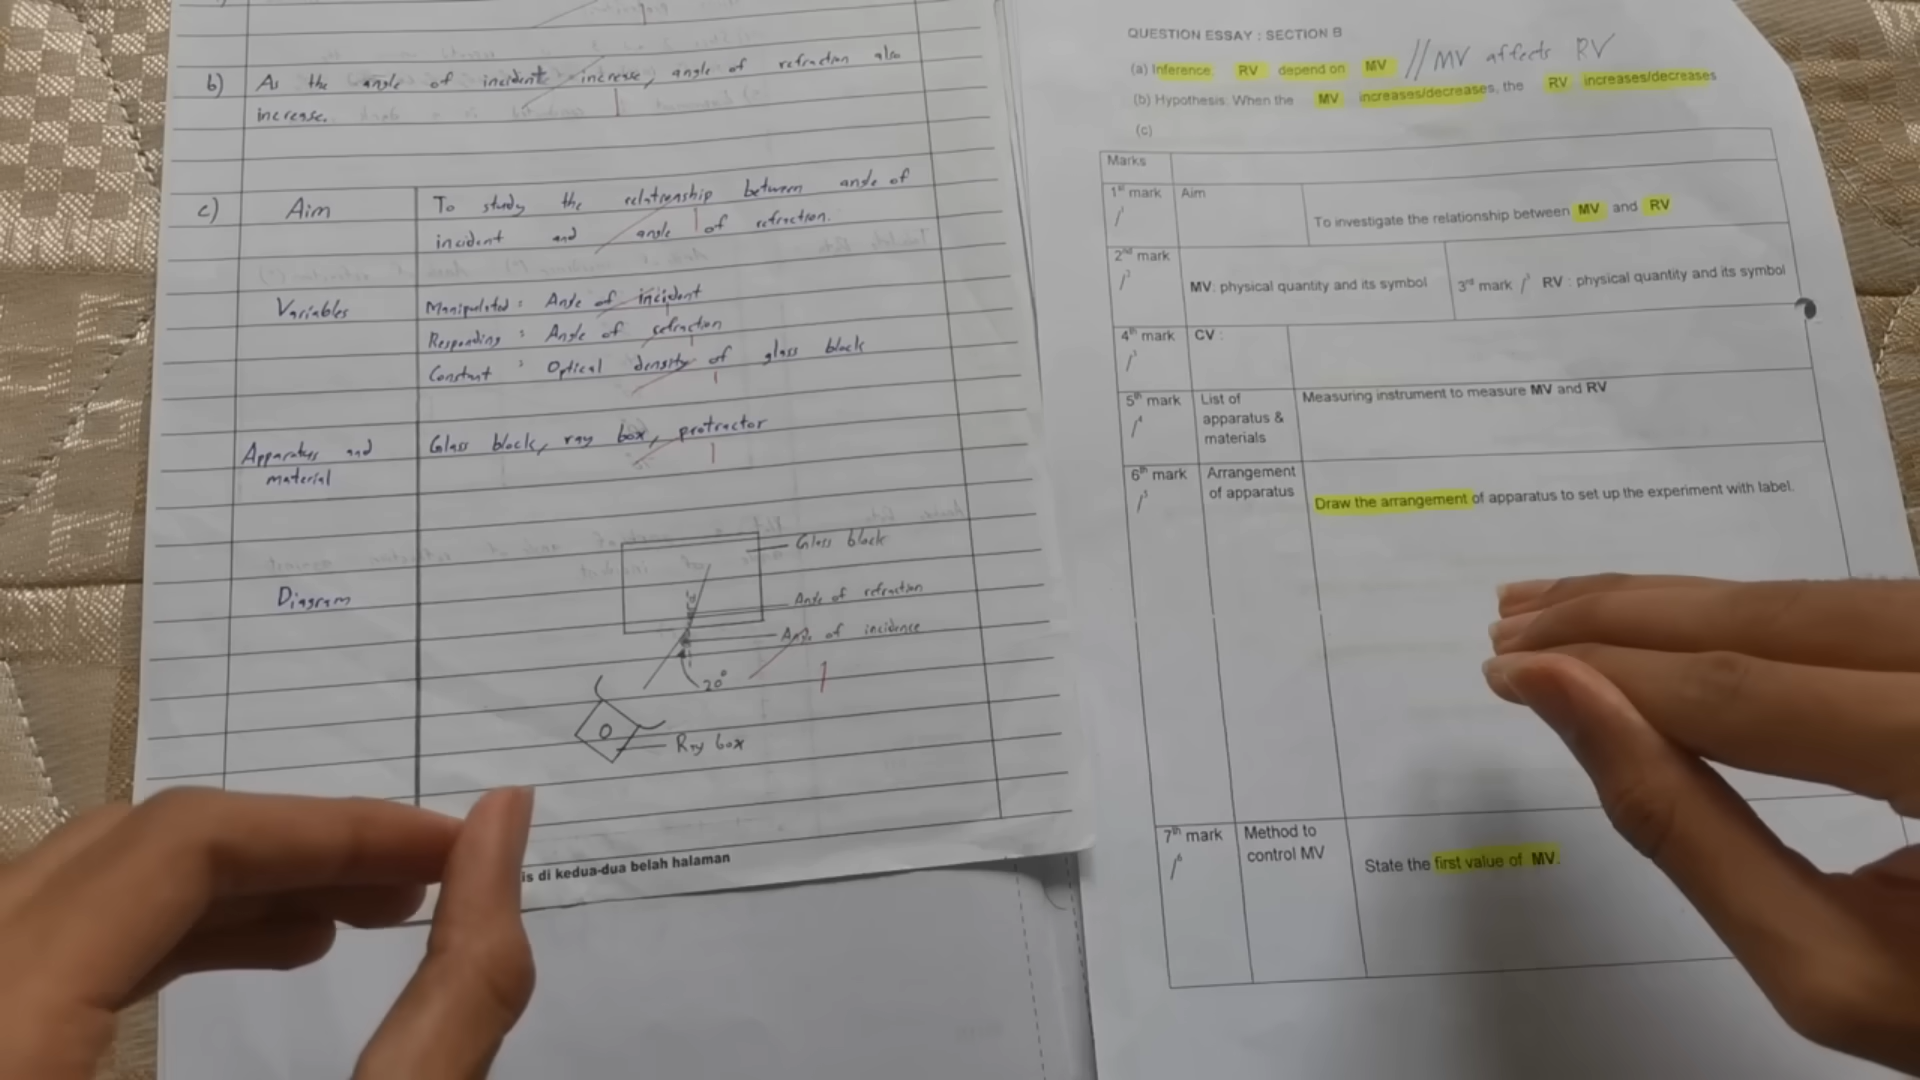 b) As the angle of incident increase, angle of refraction also
increase.
c) Aim To study the relationship between angle of
incident and angle of refraction.
Variables Manipulated : Angle of incident
Responding : Angle of refraction
Constant : Optical density of glass block
Apparatus and
material
Glass block, ray box, protractor
Diagram
Glass block
Angle of refraction
Angle of incidence
20°
Ray box
is di kedua-dua belah halaman
QUESTION ESSAY : SECTION B
(a) Inference: RV depend on MV // MV affects RV
(b) Hypothesis: When the MV increases/decreases, the RV increases/decreases
(c)
Marks
1st mark Aim To investigate the relationship between MV and RV
/1
2nd mark MV: physical quantity and its symbol 3rd mark /3 RV : physical quantity and its symbol
/2
4th mark CV :
/3
5th mark List of apparatus & materials Measuring instrument to measure MV and RV
/4
6th mark Arrangement of apparatus Draw the arrangement of apparatus to set up the experiment with label.
/5
7th mark Method to control MV State the first value of MV.
/6